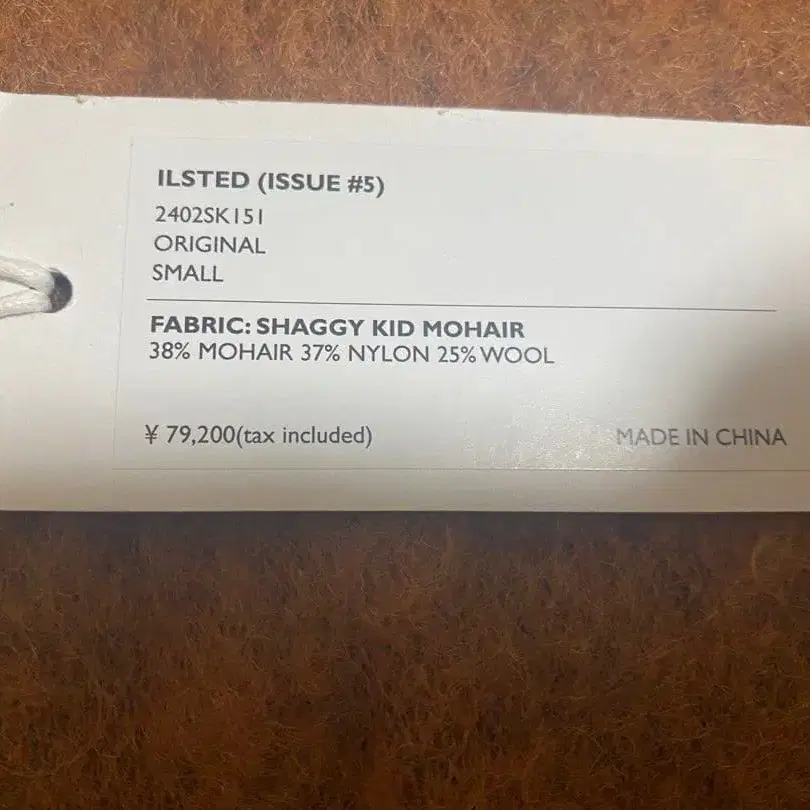 ILSTED (ISSUE #5)
2402SK151
ORIGINAL
SMALL
FABRIC: SHAGGY KID MOHAIR
38% MOHAIR 37% NYLON 25% WOOL
¥ 79,200(tax included)
MADE IN CHINA